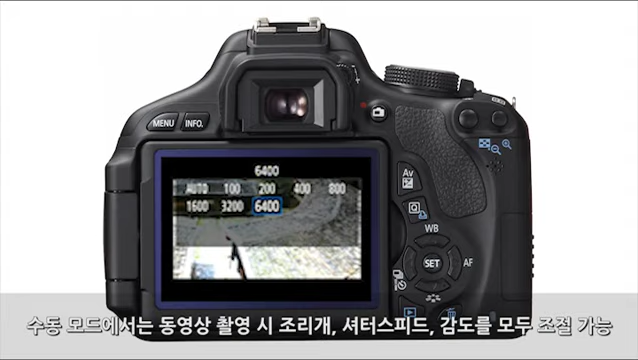 MENU INFO.
Av
6400
AUTO 100 200 400 800
1600 3200 6400
Q
WB
SET AF
수동 모드에서는 동영상 촬영 시 조리개, 셔터스피드, 감도를 모두 조절 가능